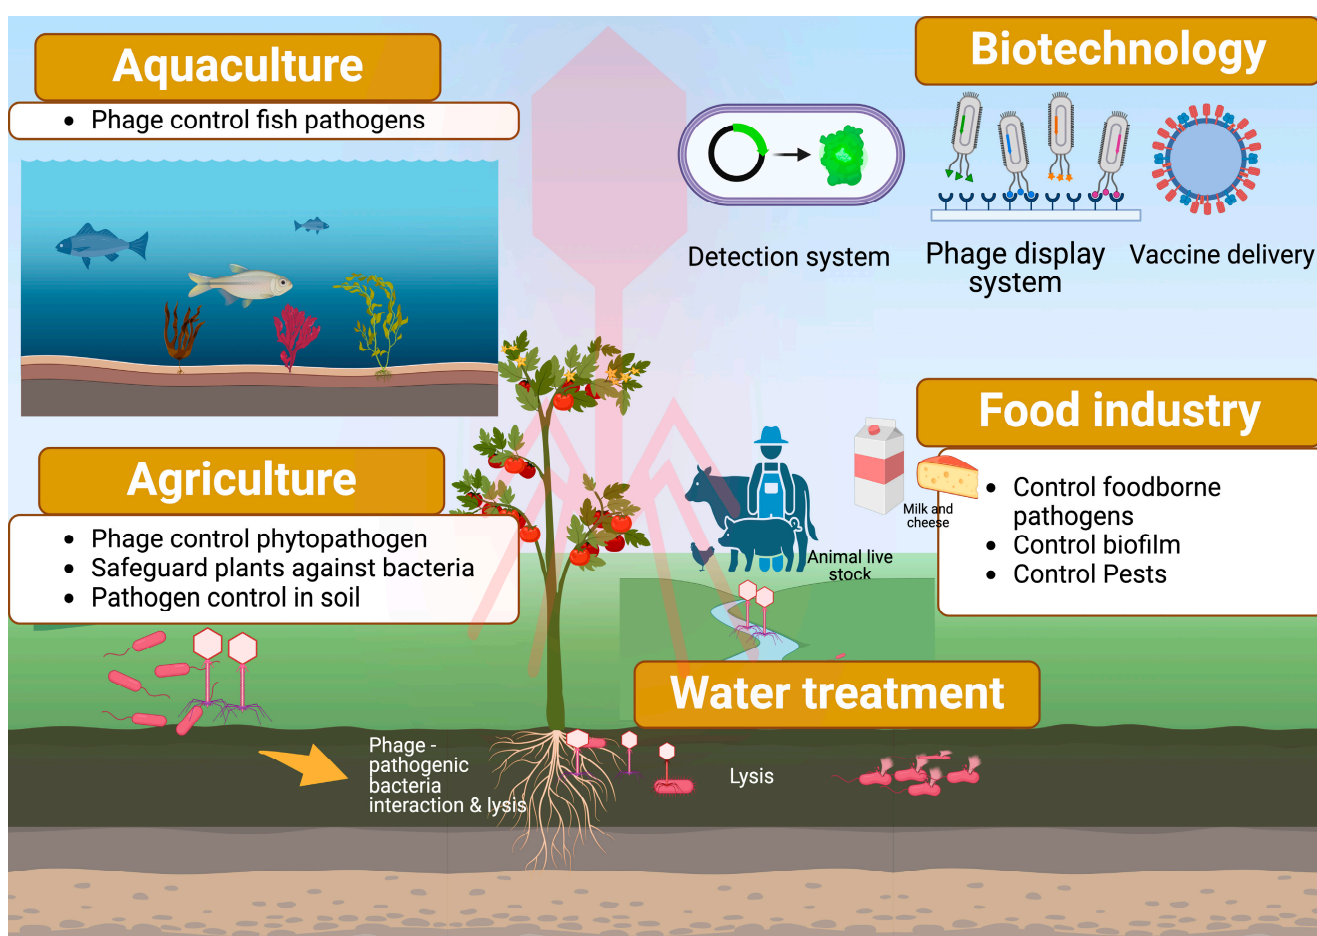 Aquaculture
• Phage control fish pathogens
Biotechnology
Detection system
Phage display
system
Vaccine delivery
Agriculture
• Phage control phytopathogen
• Safeguard plants against bacteria
• Pathogen control in soil
Food industry
• Control foodborne
pathogens
• Control biofilm
• Control Pests
Milk and
cheese
Animal live
stock
Water treatment
Phage -
pathogenic
bacteria
interaction & lysis
Lysis